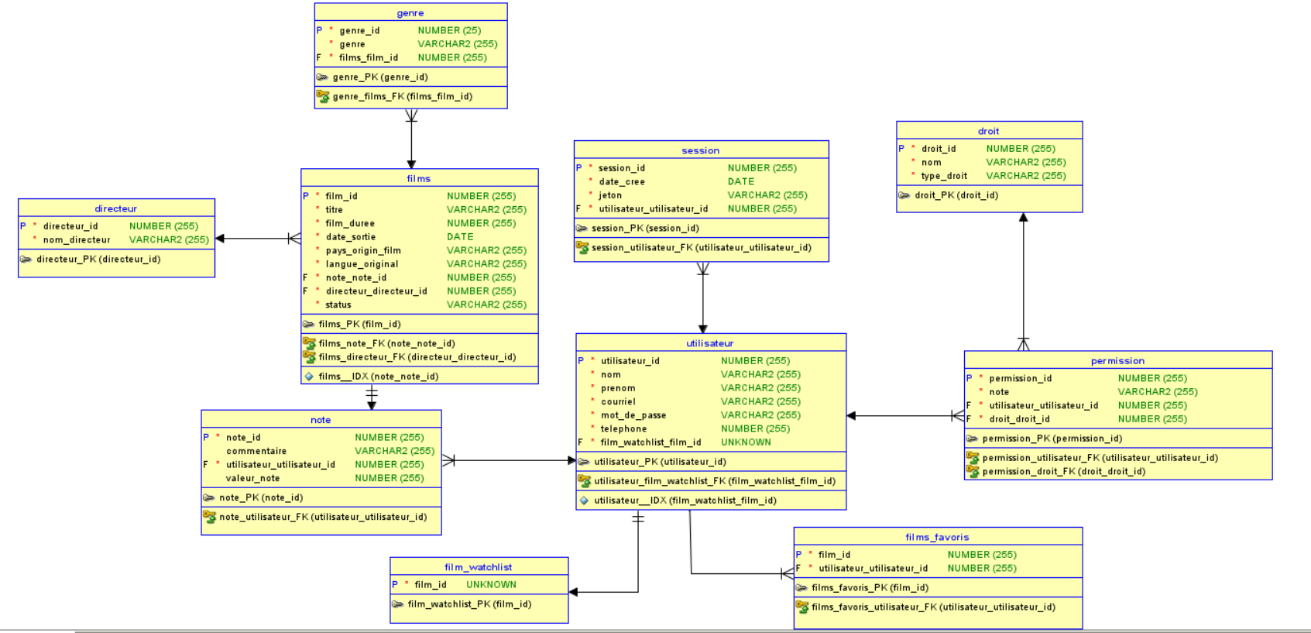 genre
P * genre_id NUMBER (25)
* genre VARCHAR2 (255)
F * films_film_id NUMBER (255)
genre_PK (genre_id)
genre_films_FK (films_film_id)
directeur
P * directeur_id NUMBER (255)
* nom_directeur VARCHAR2 (255)
directeur_PK (directeur_id)
films
P * film_id NUMBER (255)
* titre VARCHAR2 (255)
* film_duree NUMBER (255)
* date_sortie DATE
* pays_origin_film VARCHAR2 (255)
* langue_original VARCHAR2 (255)
F * note_note_id NUMBER (255)
F * directeur_directeur_id NUMBER (255)
* status VARCHAR2 (255)
films_PK (film_id)
films_note_FK (note_note_id)
films_directeur_FK (directeur_directeur_id)
films__IDX (note_note_id)
session
P * session_id NUMBER (255)
* date_cree DATE
* jeton VARCHAR2 (255)
F * utilisateur_utilisateur_id NUMBER (255)
session_PK (session_id)
session_utilisateur_FK (utilisateur_utilisateur_id)
droit
P * droit_id NUMBER (255)
* nom VARCHAR2 (255)
* type_droit VARCHAR2 (255)
droit_PK (droit_id)
utilisateur
P * utilisateur_id NUMBER (255)
* nom VARCHAR2 (255)
* prenom VARCHAR2 (255)
* courriel VARCHAR2 (255)
* mot_de_passe VARCHAR2 (255)
* telephone NUMBER (255)
F * film_watchlist_film_id UNKNOWN
utilisateur_PK (utilisateur_id)
utilisateur_film_watchlist_FK (film_watchlist_film_id)
utilisateur__IDX (film_watchlist_film_id)
permission
P * permission_id NUMBER (255)
* note VARCHAR2 (255)
F * utilisateur_utilisateur_id NUMBER (255)
F * droit_droit_id NUMBER (255)
permission_PK (permission_id)
permission_utilisateur_FK (utilisateur_utilisateur_id)
permission_droit_FK (droit_droit_id)
note
P * note_id NUMBER (255)
commentaire VARCHAR2 (255)
F * utilisateur_utilisateur_id NUMBER (255)
valeur_note NUMBER (255)
note_PK (note_id)
note_utilisateur_FK (utilisateur_utilisateur_id)
film_watchlist
P * film_id UNKNOWN
film_watchlist_PK (film_id)
films_favoris
P * film_id NUMBER (255)
F * utilisateur_utilisateur_id NUMBER (255)
films_favoris_PK (film_id)
films_favoris_utilisateur_FK (utilisateur_utilisateur_id)